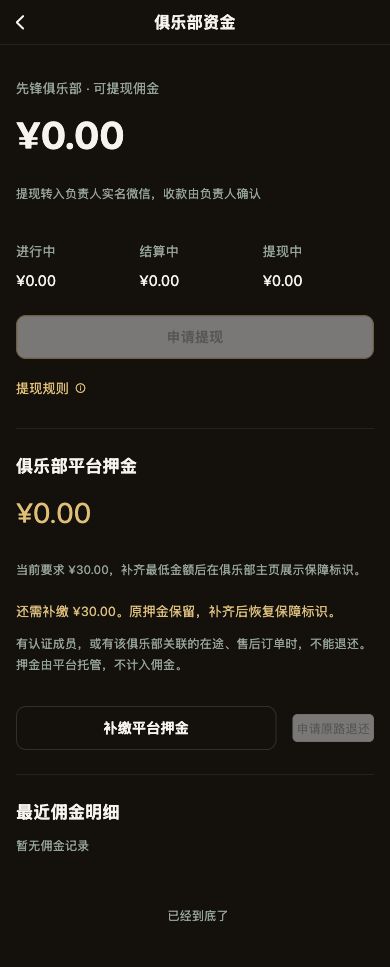 俱乐部资金
先锋俱乐部 · 可提现佣金
¥0.00
提现转入负责人实名微信，收款由负责人确认
进行中 结算中 提现中
¥0.00 ¥0.00 ¥0.00
申请提现
提现规则
俱乐部平台押金
¥0.00
当前要求 ¥30.00，补齐最低金额后在俱乐部主页展示保障标识。
还需补缴 ¥30.00。原押金保留，补齐后恢复保障标识。
有认证成员，或有该俱乐部关联的在途、售后订单时，不能退还。
押金由平台托管，不计入佣金。
补缴平台押金 申请原路退还
最近佣金明细
暂无佣金记录
已经到底了